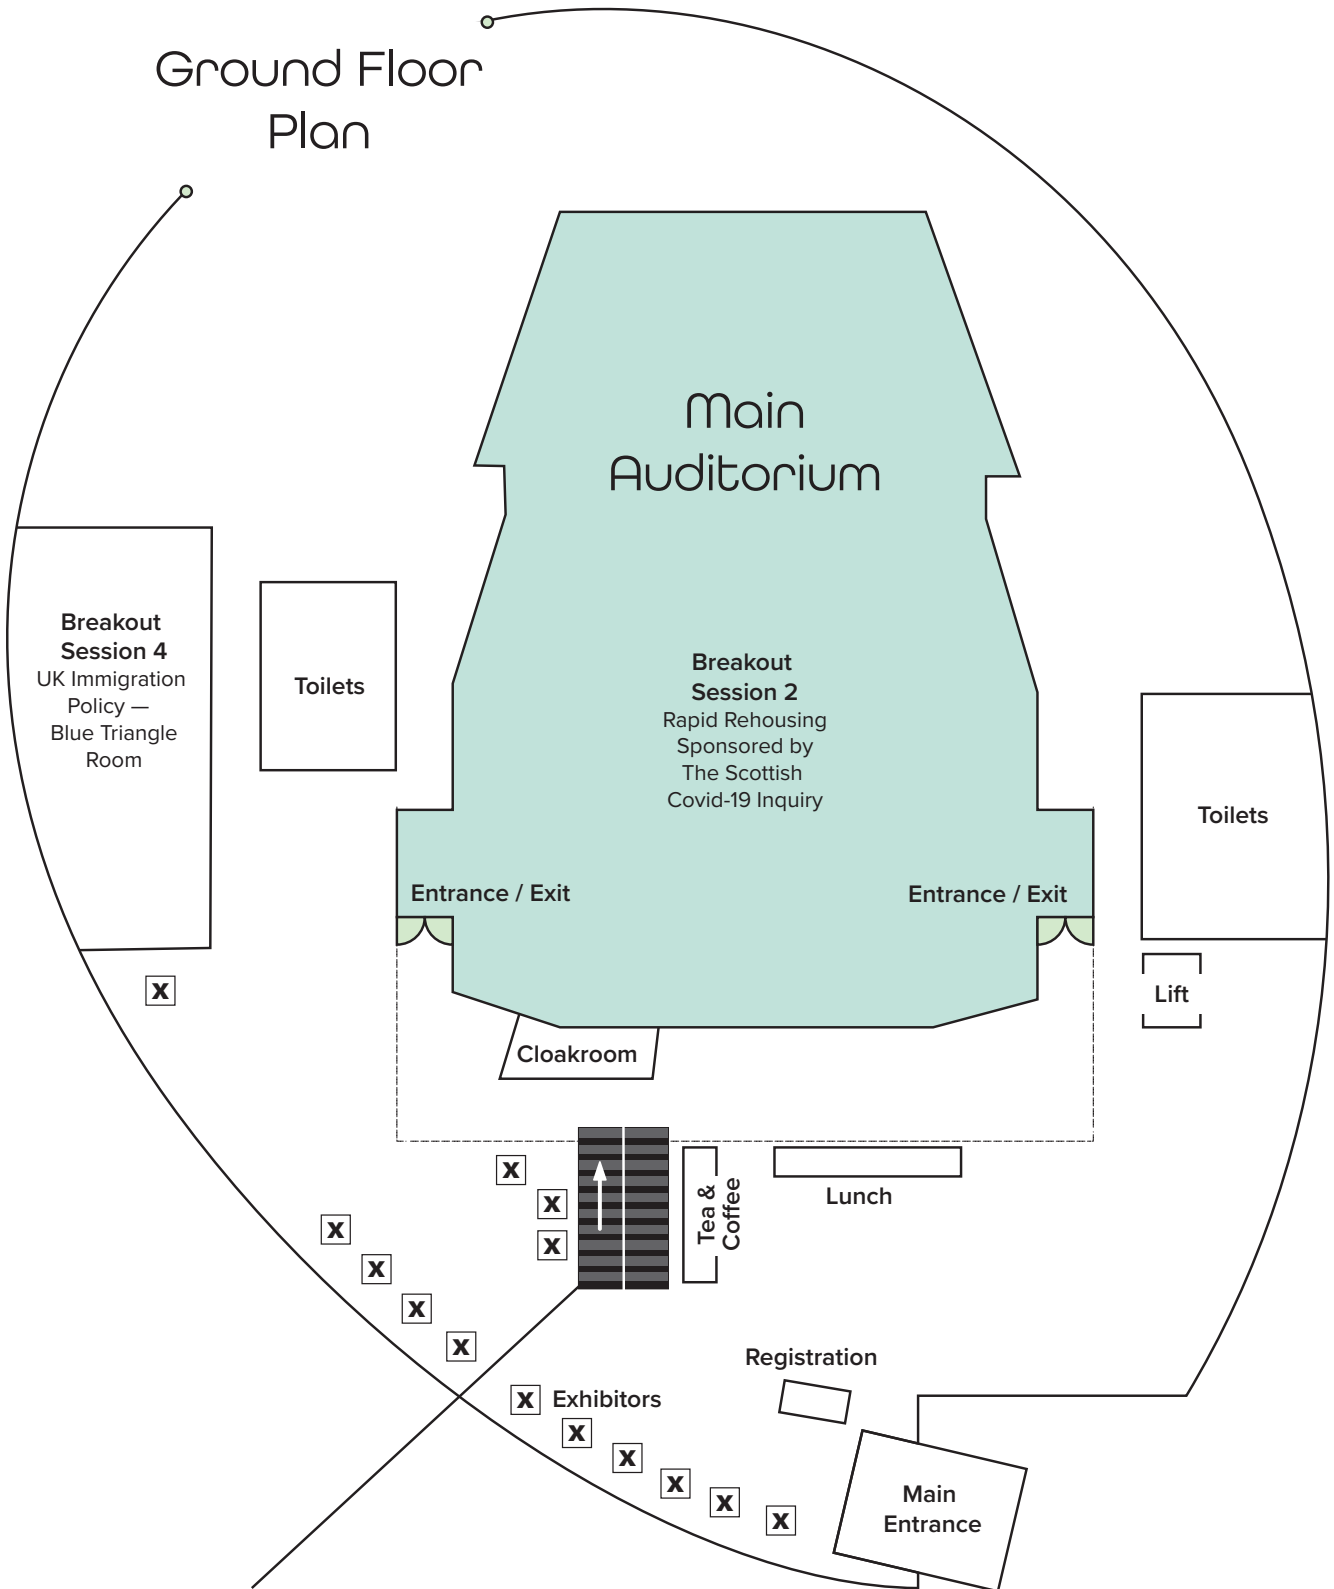 Ground Floor
Plan
Main
Auditorium
Breakout
Session 4
UK Immigration
Policy —
Blue Triangle
Room
Toilets
Breakout
Session 2
Rapid Rehousing
Sponsored by
The Scottish
Covid-19 Inquiry
Toilets
Entrance / Exit
Entrance / Exit
X
Lift
Cloakroom
X
X
X
Tea &
Coffee
Lunch
X
X
X
X
Registration
X Exhibitors
X
X
X
X
X
Main
Entrance